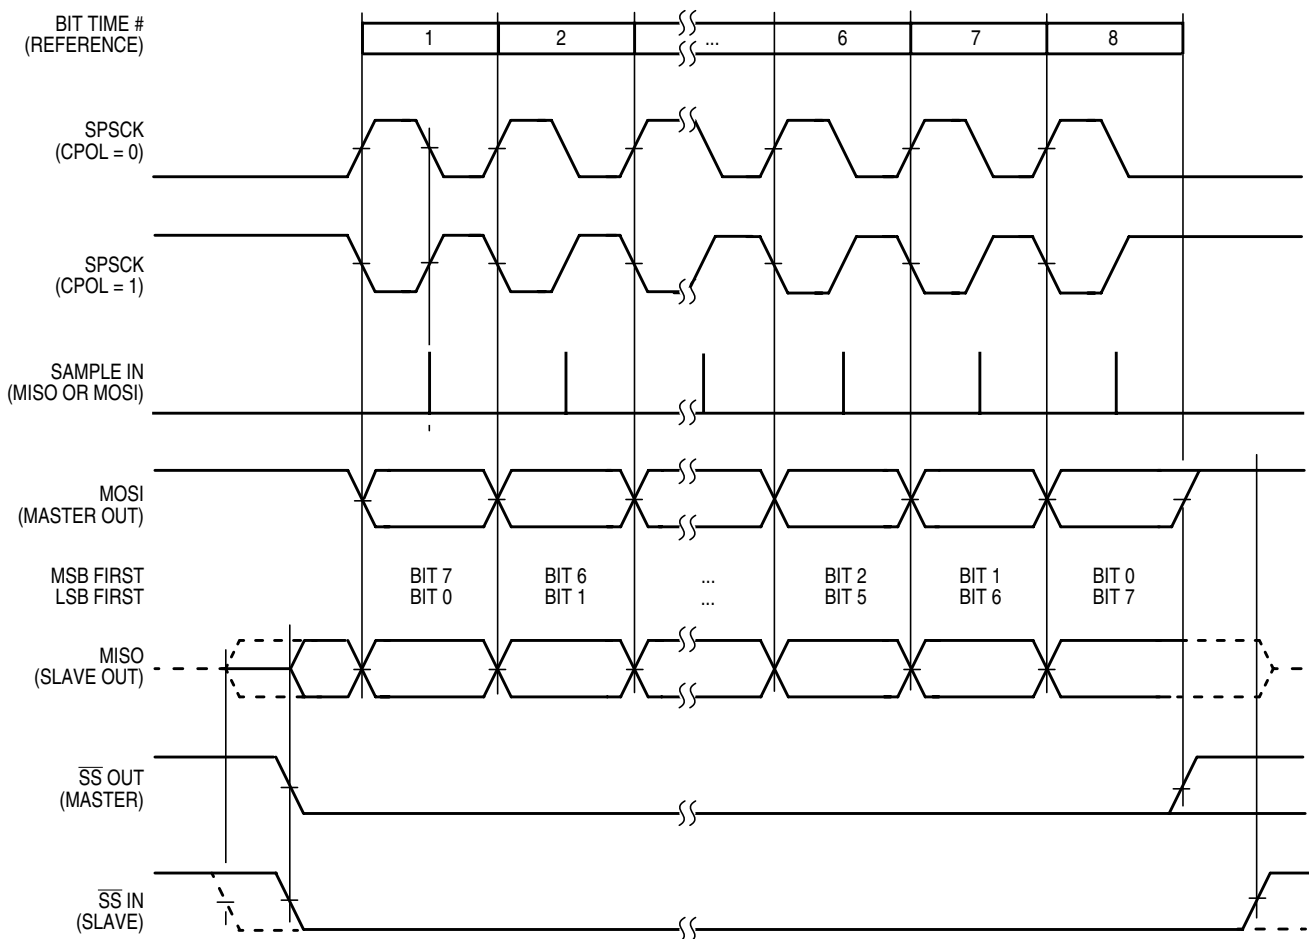 BIT TIME #
(REFERENCE)
1 2 ... 6 7 8
SPSCK
(CPOL = 0)
SPSCK
(CPOL = 1)
SAMPLE IN
(MISO OR MOSI)
MOSI
(MASTER OUT)
MSB FIRST BIT 7 BIT 6 ... BIT 2 BIT 1 BIT 0
LSB FIRST BIT 0 BIT 1 ... BIT 5 BIT 6 BIT 7
MISO
(SLAVE OUT)
S̅S̅ OUT
(MASTER)
S̅S̅ IN
(SLAVE)